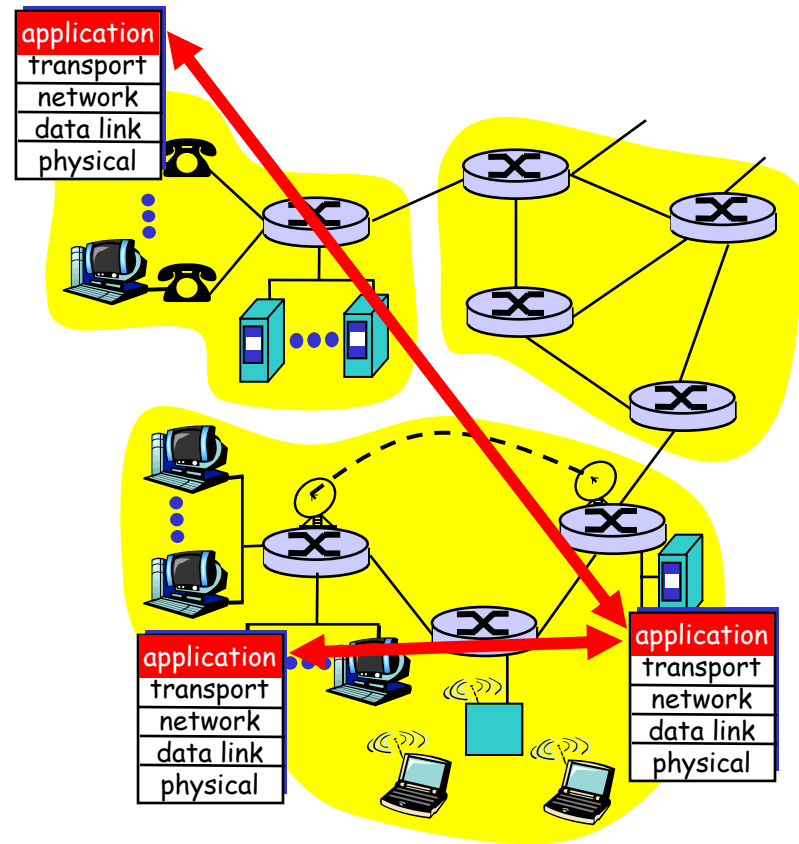 application
transport
network
data link
physical
application
transport
network
data link
physical
application
transport
network
data link
physical